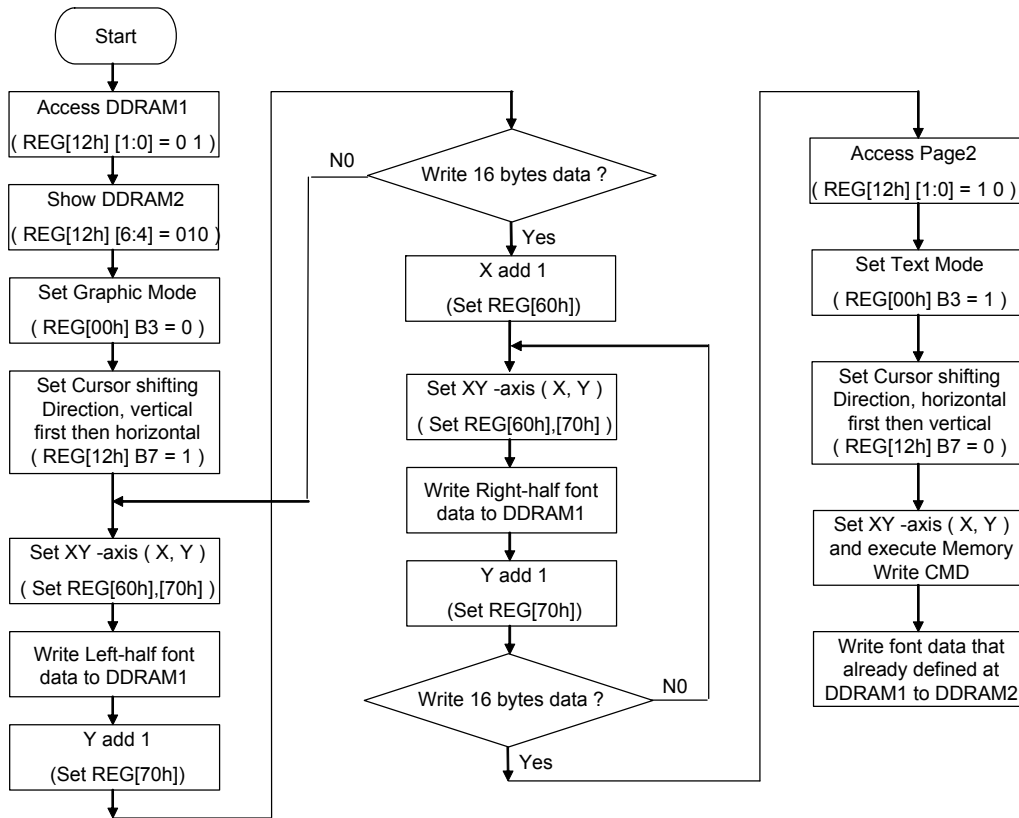 Start
Access DDRAM1
( REG[12h] [1:0] = 0 1 )
Show DDRAM2
( REG[12h] [6:4] = 010 )
Set Graphic Mode
( REG[00h] B3 = 0 )
Set Cursor shifting
Direction, vertical
first then horizontal
( REG[12h] B7 = 1 )
Set XY -axis ( X, Y )
( Set REG[60h],[70h] )
Write Left-half font
data to DDRAM1
Y add 1
(Set REG[70h])
Write 16 bytes data ?
N0
Yes
X add 1
(Set REG[60h])
Set XY -axis ( X, Y )
( Set REG[60h],[70h] )
Write Right-half font
data to DDRAM1
Y add 1
(Set REG[70h])
Write 16 bytes data ?
N0
Yes
Access Page2
( REG[12h] [1:0] = 1 0 )
Set Text Mode
( REG[00h] B3 = 1 )
Set Cursor shifting
Direction, horizontal
first then vertical
( REG[12h] B7 = 0 )
Set XY -axis ( X, Y )
and execute Memory
Write CMD
Write font data that
already defined at
DDRAM1 to DDRAM2